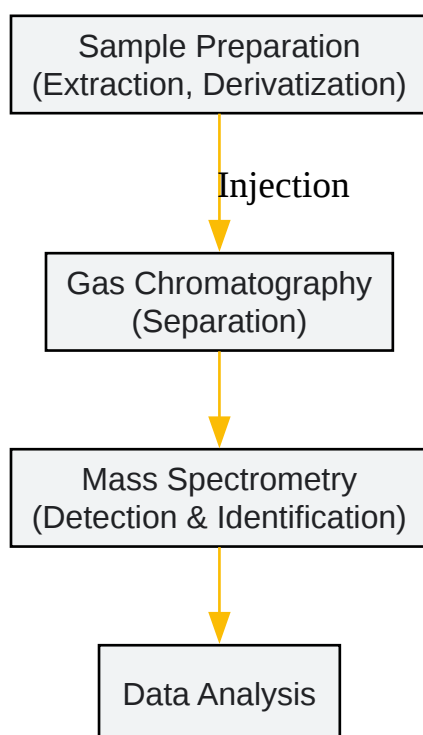 Sample Preparation
(Extraction, Derivatization)
Injection
Gas Chromatography
(Separation)
Mass Spectrometry
(Detection & Identification)
Data Analysis